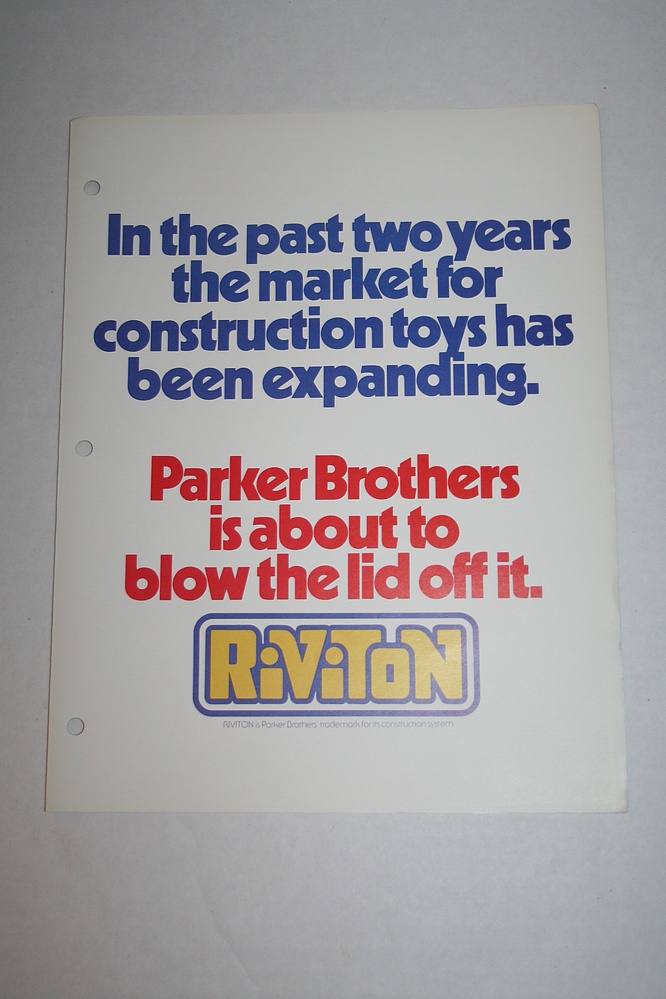 In the past two years
the market for
construction toys has
been expanding.
Parker Brothers
is about to
blow the lid off it.
RiViToN
RIVITON is Parker Brothers' trademark for its construction system